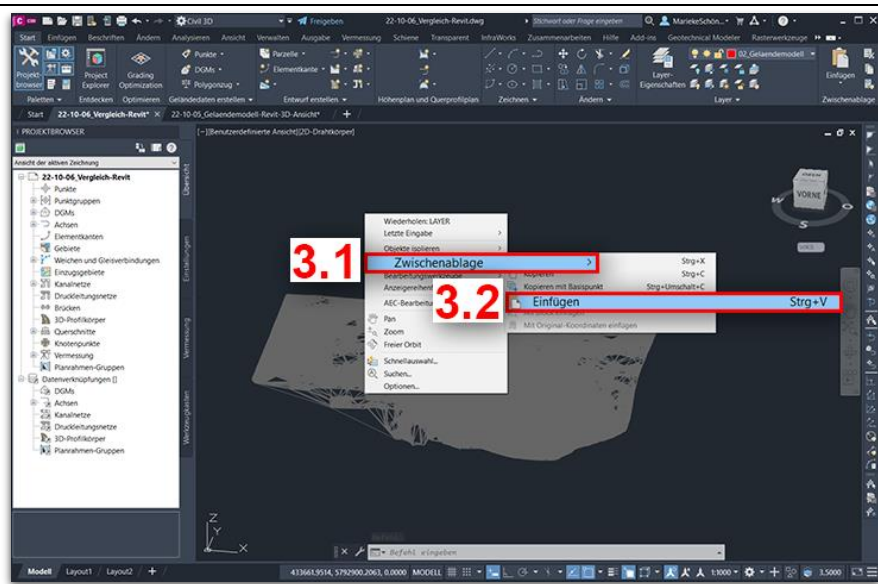 Civil 3D
Freigeben
22-10-06_Vergleich-Revit.dwg
Stichwort oder Frage eingeben
MariekeSchön...
Start Einfügen Beschriften Ändern Analysieren Ansicht Verwalten Ausgabe Vermessung Schiene Transparent InfraWorks Zusammenarbeiten Hilfe Add-ins Geotechnical Modeler Rasterwerkzeuge
Projekt-
browser
Project
Explorer
Grading
Optimization
Punkte
DGMs
Polygonzug
Parzelle
Elementkante
Layer-
Eigenschaften
02_Gelaendemodell
Einfügen
Paletten Entdecken Optimieren Geländedaten erstellen Entwurf erstellen Höhenplan und Querprofilplan Zeichnen Ändern Layer Zwischenablage
Start 22-10-06_Vergleich-Revit* 22-10-05_Gelaendemodell-Revit-3D-Ansicht* +
PROJEKTBROWSER
[−][Benutzerdefinierte Ansicht][2D-Drahtkörper]
Ansicht der aktiven Zeichnung
22-10-06_Vergleich-Revit
Punkte
Punktgruppen
DGMs
Achsen
Elementkanten
Gebiete
Weichen und Gleisverbindungen
Einzugsgebiete
Kanalnetze
Druckleitungsnetze
Brücken
3D-Profilkörper
Querschnitte
Knotenpunkte
Vermessung
Planrahmen-Gruppen
Datenverknüpfungen []
DGMs
Achsen
Kanalnetze
Druckleitungsnetze
3D-Profilkörper
Planrahmen-Gruppen
Übersicht
Einstellungen
Vermessung
Werkzeugkasten
VORNE
W
S
WKS
Wiederholen: LAYER
Letzte Eingabe
Objekte isolieren
3.1
Zwischenablage
Strg+X
Kopieren Strg+C
Kopieren mit Basispunkt Strg+Umschalt+C
3.2
Einfügen Strg+V
Mit Original-Koordinaten einfügen
Pan
Zoom
Freier Orbit
Schnellauswahl...
Suchen...
Optionen...
Z
Y
X
Befehl eingeben
Modell Layout1 Layout2 +
433661.9514, 5792900.2063, 0.0000 MODELL
1:1000
3.5000